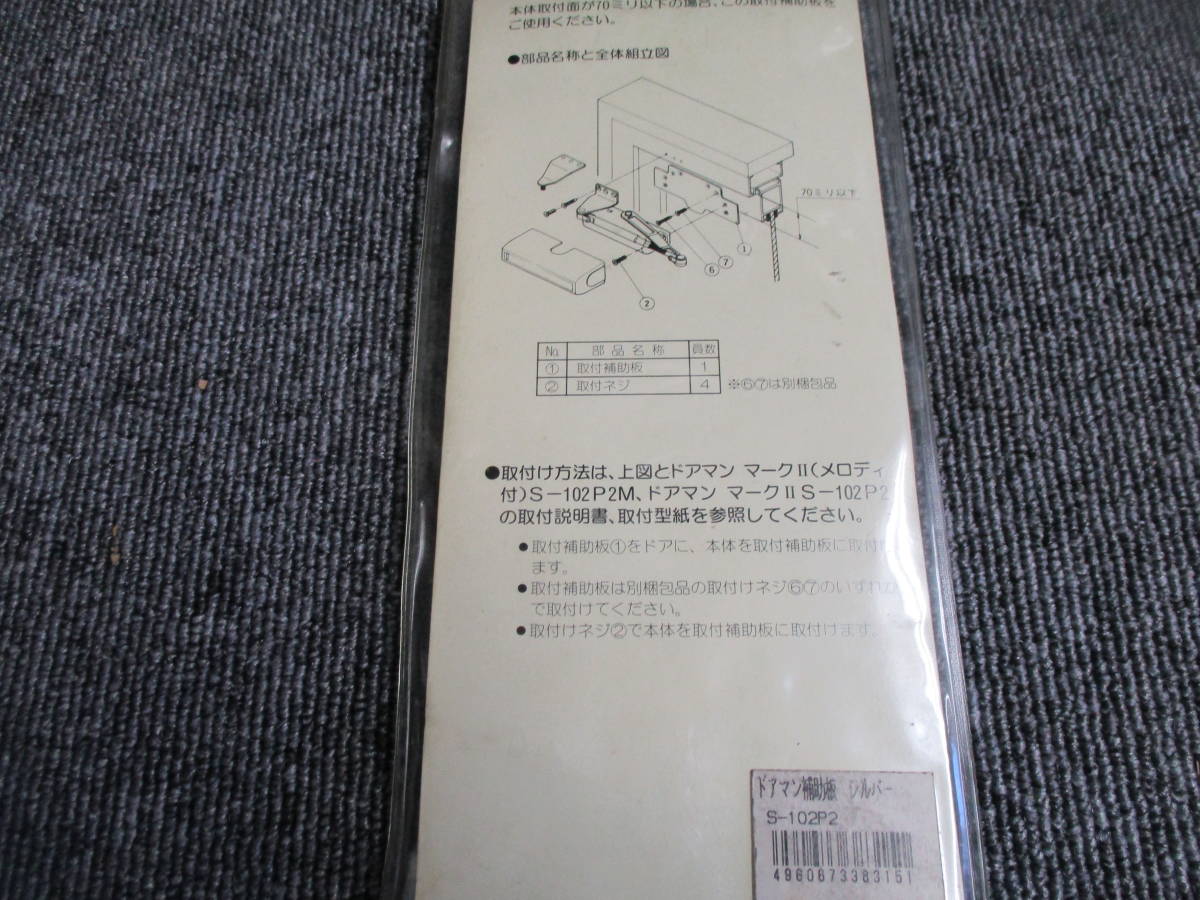 本体取付面が70ミリ以下の場合、この取付補助板を
ご使用ください。
●部品名称と全体組立図
70ミリ以下
①
⑦
⑥
②
No. 部品名称 員数
① 取付補助板 1
② 取付ネジ 4 ※⑥⑦は別梱包品
●取付け方法は、上図とドアマン マークⅡ(メロディ
付)S-102P2M、ドアマン マークⅡS-102P2
の取付説明書、取付型紙を参照してください。
●取付補助板①をドアに、本体を取付補助板に取付け
ます。
●取付補助板は別梱包品の取付けネジ⑥⑦のいずれか
で取付けてください。
●取付けネジ②で本体を取付補助板に取付けます。
ドアマン補助板 シルバー
S-102P2
4960873383151